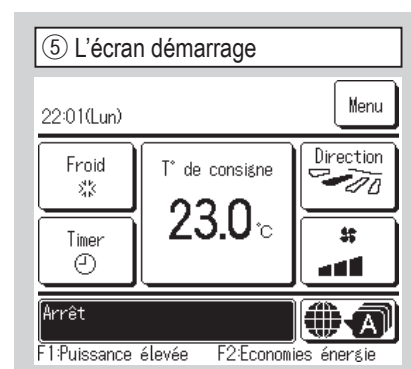 ⑤ L'écran démarrage
22:01(Lun)
Menu
Froid
T° de consigne
Direction
23.0°C
Timer
Arrêt
A
F1:Puissance élevée F2:Economies énergie